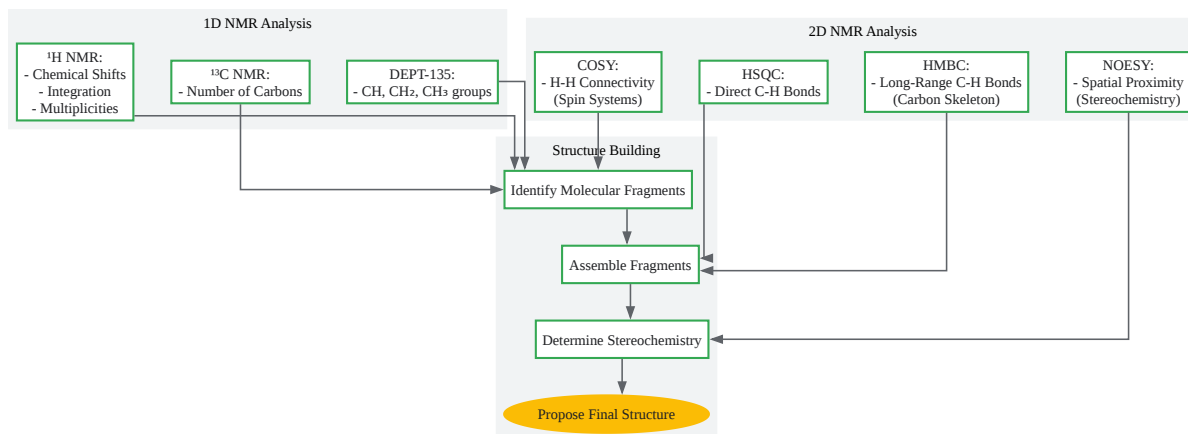 1D NMR Analysis
¹H NMR:
- Chemical Shifts
- Integration
- Multiplicities
¹³C NMR:
- Number of Carbons
DEPT-135:
- CH, CH₂, CH₃ groups
2D NMR Analysis
COSY:
- H-H Connectivity
(Spin Systems)
HSQC:
- Direct C-H Bonds
HMBC:
- Long-Range C-H Bonds
(Carbon Skeleton)
NOESY:
- Spatial Proximity
(Stereochemistry)
Structure Building
Identify Molecular Fragments
Assemble Fragments
Determine Stereochemistry
Propose Final Structure